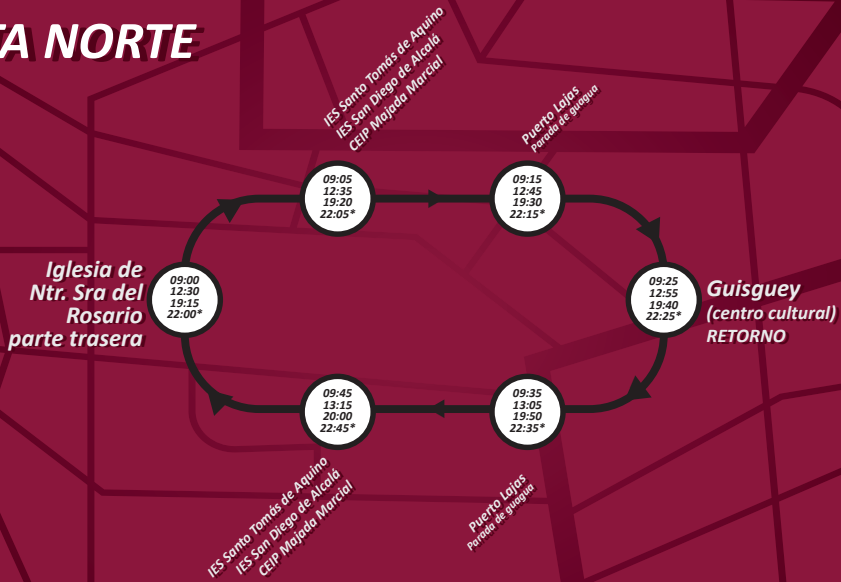 TA NORTE
IES Santo Tomás de Aquino
IES San Diego de Alcalá
CEIP Majada Marcial
Puerto Lajas
Parada de guagua
09:05
12:35
19:20
22:05*
09:15
12:45
19:30
22:15*
Iglesia de
Ntr. Sra del
Rosario
parte trasera
09:00
12:30
19:15
22:00*
09:25
12:55
19:40
22:25*
Guisguey
(centro cultural)
RETORNO
09:45
13:15
20:00
22:45*
09:35
13:05
19:50
22:35*
IES Santo Tomás de Aquino
IES San Diego de Alcalá
CEIP Majada Marcial
Puerto Lajas
Parada de guagua